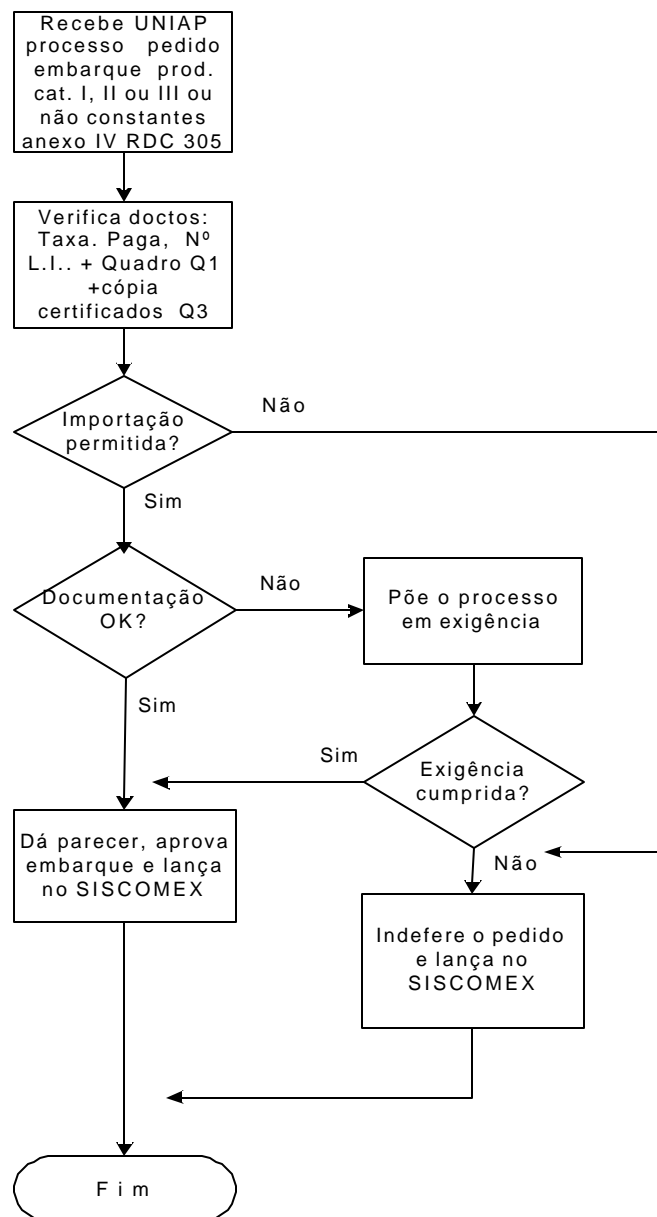 Recebe UNIAP
processo pedido
embarque prod.
cat. I, II ou III ou
não constantes
anexo IV RDC 305
Verifica doctos:
Taxa. Paga, Nº
L.I.. + Quadro Q1
+cópia
certificados Q3
Importação
permitida?
Não
Sim
Documentação
OK?
Não
Põe o processo
em exigência
Sim
Sim
Exigência
cumprida?
Dá parecer, aprova
embarque e lança
no SISCOMEX
Não
Indefere o pedido
e lança no
SISCOMEX
Fim